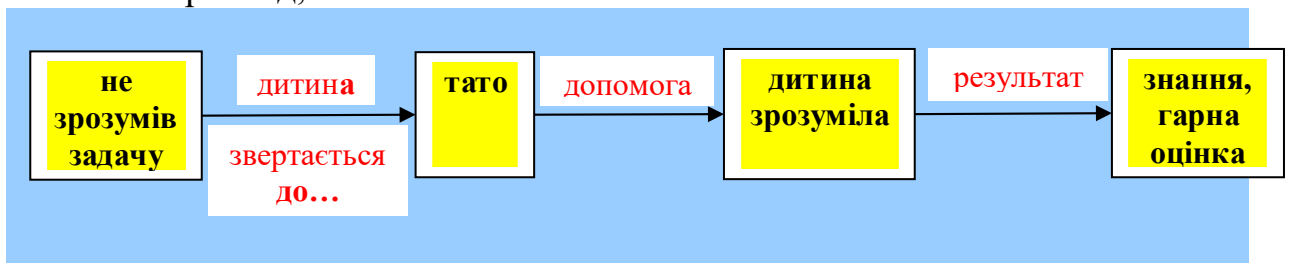 не
зрозумів
задачу
дитина
звертається
до…
тато
допомога
дитина
зрозуміла
результат
знання,
гарна
оцінка